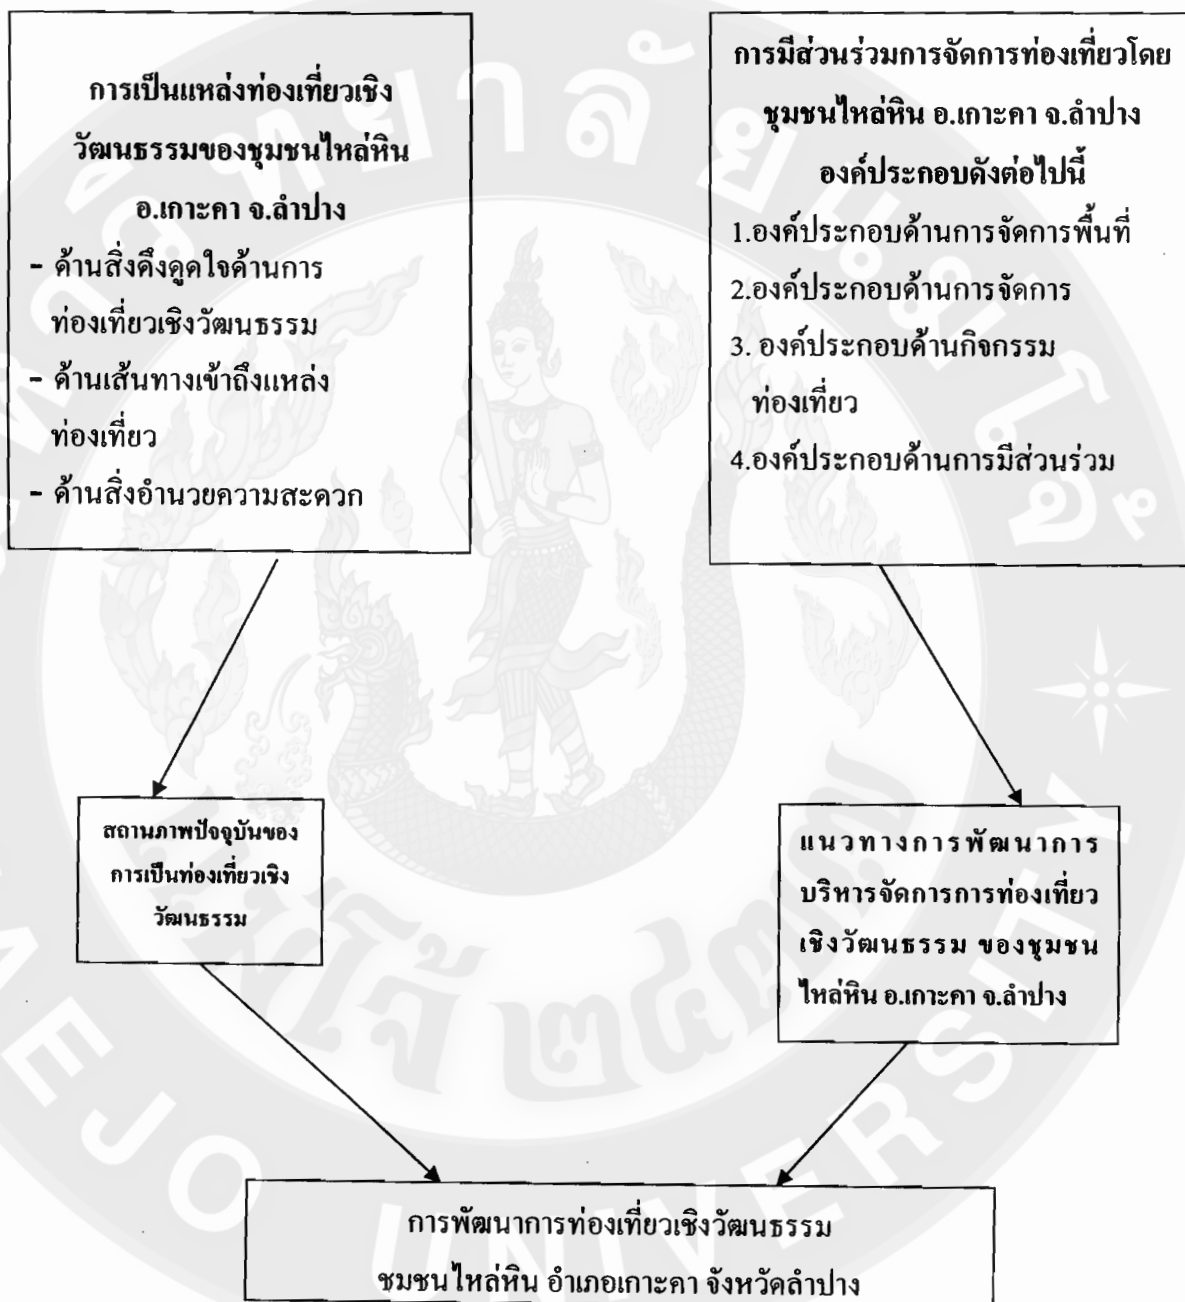 การเป็นแหล่งท่องเที่ยวเชิง
วัฒนธรรมของชุมชนไหล่หิน
อ.เกาะคา จ.ลำปาง
- ด้านสิ่งดึงดูดใจด้านการ
ท่องเที่ยวเชิงวัฒนธรรม
- ด้านเส้นทางเข้าถึงแหล่ง
ท่องเที่ยว
- ด้านสิ่งอำนวยความสะดวก
การมีส่วนร่วมการจัดการท่องเที่ยวโดย
ชุมชนไหล่หิน อ.เกาะคา จ.ลำปาง
องค์ประกอบดังต่อไปนี้
1.องค์ประกอบด้านการจัดการพื้นที่
2.องค์ประกอบด้านการจัดการ
3. องค์ประกอบด้านกิจกรรม
ท่องเที่ยว
4.องค์ประกอบด้านการมีส่วนร่วม
สถานภาพปัจจุบันของ
การเป็นท่องเที่ยวเชิง
วัฒนธรรม
แนวทางการพัฒนาการ
บริหารจัดการการท่องเที่ยว
เชิงวัฒนธรรม ของชุมชน
ไหล่หิน อ.เกาะคา จ.ลำปาง
การพัฒนาการท่องเที่ยวเชิงวัฒนธรรม
ชุมชนไหล่หิน อำเภอเกาะคา จังหวัดลำปาง
MAEJO UNIVERSITY
แม่โจ้ ๒๔๗๗